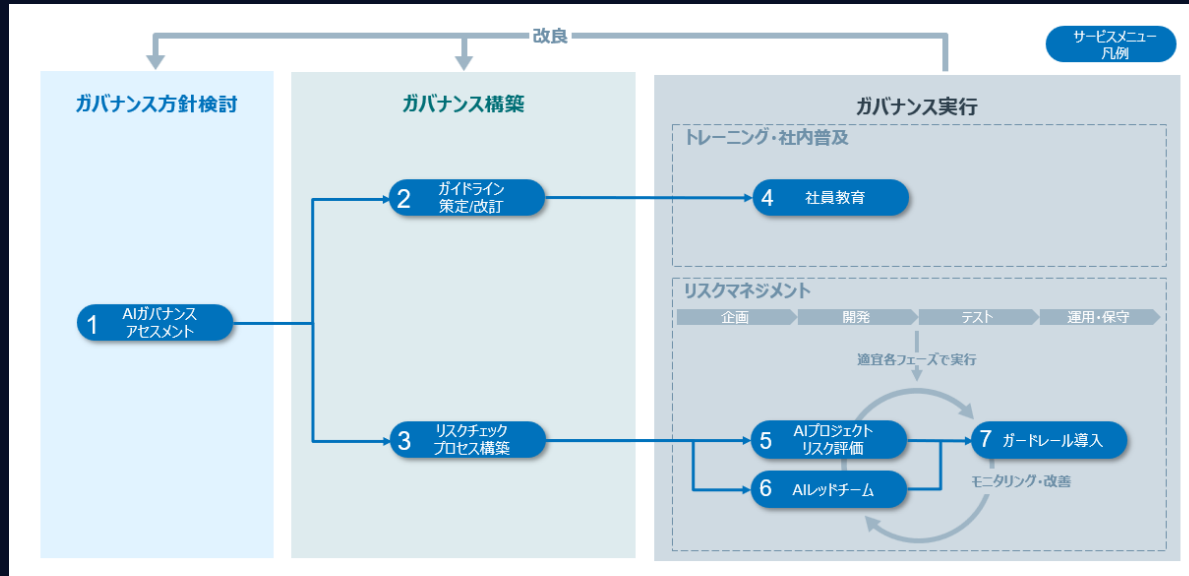 改良
サービスメニュー
凡例
ガバナンス方針検討
ガバナンス構築
ガバナンス実行
トレーニング・社内普及
2 ガイドライン
策定/改訂
4 社員教育
1 AIガバナンス
アセスメント
リスクマネジメント
企画 開発 テスト 運用・保守
適宜各フェーズで実行
3 リスクチェック
プロセス構築
5 AIプロジェクト
リスク評価
7 ガードレール導入
6 AIレッドチーム
モニタリング・改善